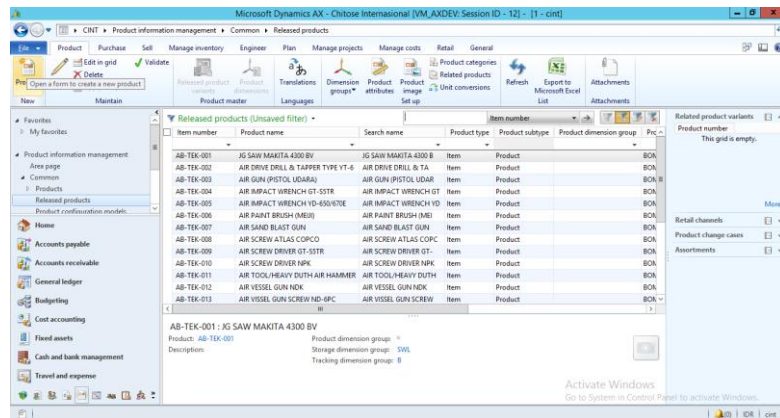 Microsoft Dynamics AX - Chitose Internasional [VM_AXDEV: Session ID - 12] - [1 - cint]
CINT ▸ Product information management ▸ Common ▸ Released products
File Product Purchase Sell Manage inventory Engineer Plan Manage projects Manage costs Retail General
Edit in grid Validate
Delete
Open a form to create a new product
Released product variants
Product dimensions
Translations
Dimension groups
Product attributes
Product image
Product categories
Related products
Unit conversions
Refresh
Export to Microsoft Excel
Attachments
New Maintain Product master Languages Set up List Attachments
Favorites
My favorites
Product information management
Area page
Common
Products
Released products
Product configuration models
Home
Accounts payable
Accounts receivable
General ledger
Budgeting
Cost accounting
Fixed assets
Cash and bank management
Travel and expense
Released products (Unsaved filter)
Item number
Item number Product name Search name Product type Product subtype Product dimension group
AB-TEK-001 JG SAW MAKITA 4300 BV JG SAW MAKITA 4300 B Item Product BOM
AB-TEK-002 AIR DRIVE DRILL & TAPPER TYPE YT-6 AIR DRIVE DRILL & TA Item Product BOM
AB-TEK-003 AIR GUN (PISTOL UDARA) AIR GUN (PISTOL UDAR Item Product BOM
AB-TEK-004 AIR IMPACT WRENCH GT-S5TR AIR IMPACT WRENCH GT Item Product BOM
AB-TEK-005 AIR IMPACT WRENCH YD-650/670E AIR IMPACT WRENCH YD Item Product BOM
AB-TEK-006 AIR PAINT BRUSH (MEIJI) AIR PAINT BRUSH (MEI Item Product BOM
AB-TEK-007 AIR SAND BLAST GUN AIR SAND BLAST GUN Item Product BOM
AB-TEK-008 AIR SCREW ATLAS COPCO AIR SCREW ATLAS COPC Item Product BOM
AB-TEK-009 AIR SCREW DRIVER GT-S5TR AIR SCREW DRIVER GT- Item Product BOM
AB-TEK-010 AIR SCREW DRIVER NPK AIR SCREW DRIVER NPK Item Product BOM
AB-TEK-011 AIR TOOL/HEAVY DUTH AIR HAMMER AIR TOOL/HEAVY DUTH Item Product BOM
AB-TEK-012 AIR VESSEL GUN NDK AIR VESSEL GUN NDK Item Product BOM
AB-TEK-013 AIR VISSEL GUN SCREW ND-6PC AIR VISSEL GUN SCREW Item Product BOM
AB-TEK-001 : JG SAW MAKITA 4300 BV
Product: AB-TEK-001 Product dimension group:
Description: Storage dimension group: SWL
Tracking dimension group: B
Related product variants
Product number
This grid is empty.
More
Retail channels
Product change cases
Assortments
Activate Windows
Go to System in Control Panel to activate Windows.
(0) IDR cint